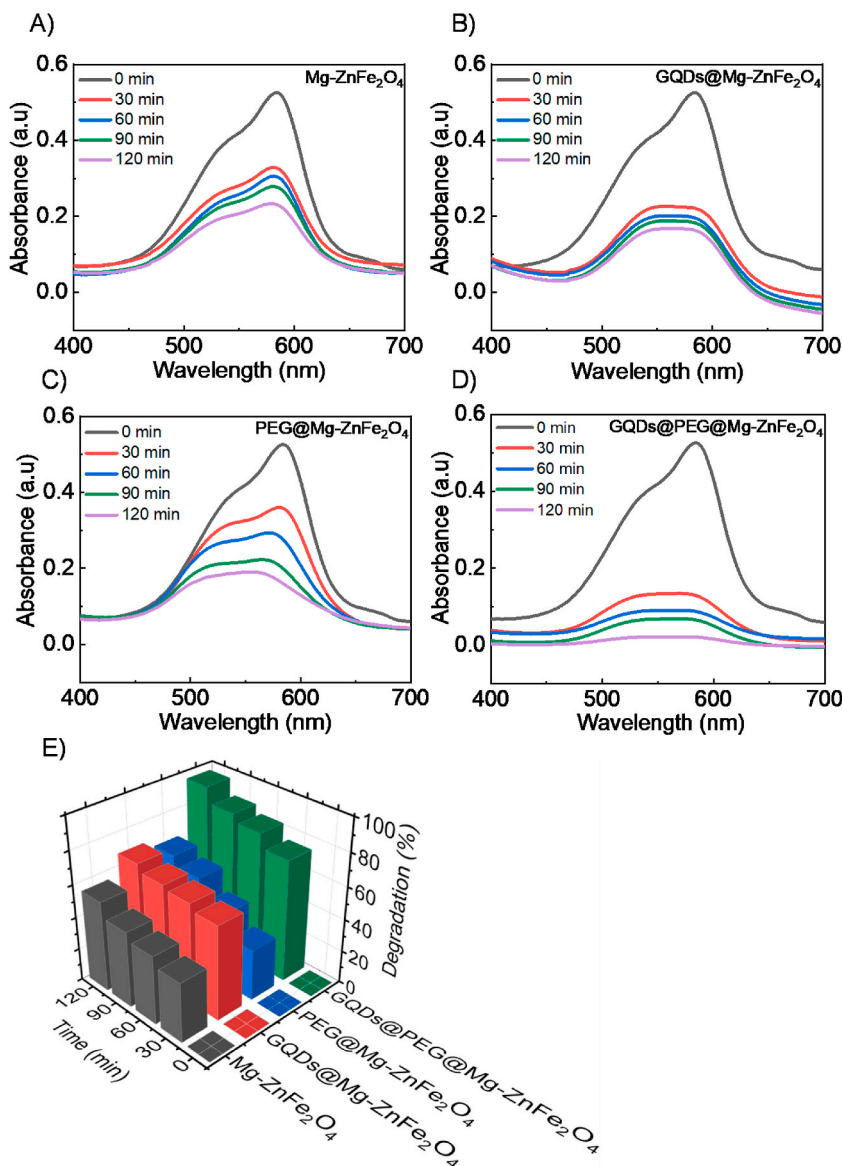 A)
Mg-ZnFe₂O₄
0 min
30 min
60 min
90 min
120 min
0.6
0.4
0.2
0.0
Absorbance (a.u)
400 500 600 700
Wavelength (nm)
B)
GQDs@Mg-ZnFe₂O₄
0 min
30 min
60 min
90 min
120 min
0.6
0.4
0.2
0.0
Absorbance (a.u)
400 500 600 700
Wavelength (nm)
C)
PEG@Mg-ZnFe₂O₄
0 min
30 min
60 min
90 min
120 min
0.6
0.4
0.2
0.0
Absorbance (a.u)
400 500 600 700
Wavelength (nm)
D)
GQDs@PEG@Mg-ZnFe₂O₄
0 min
30 min
60 min
90 min
120 min
0.6
0.4
0.2
0.0
Absorbance (a.u)
400 500 600 700
Wavelength (nm)
E)
100
80
60
40
20
0
Degradation (%)
120
90
60
30
0
Time (min)
Mg-ZnFe₂O₄
GQDs@Mg-ZnFe₂O₄
PEG@Mg-ZnFe₂O₄
GQDs@PEG@Mg-ZnFe₂O₄